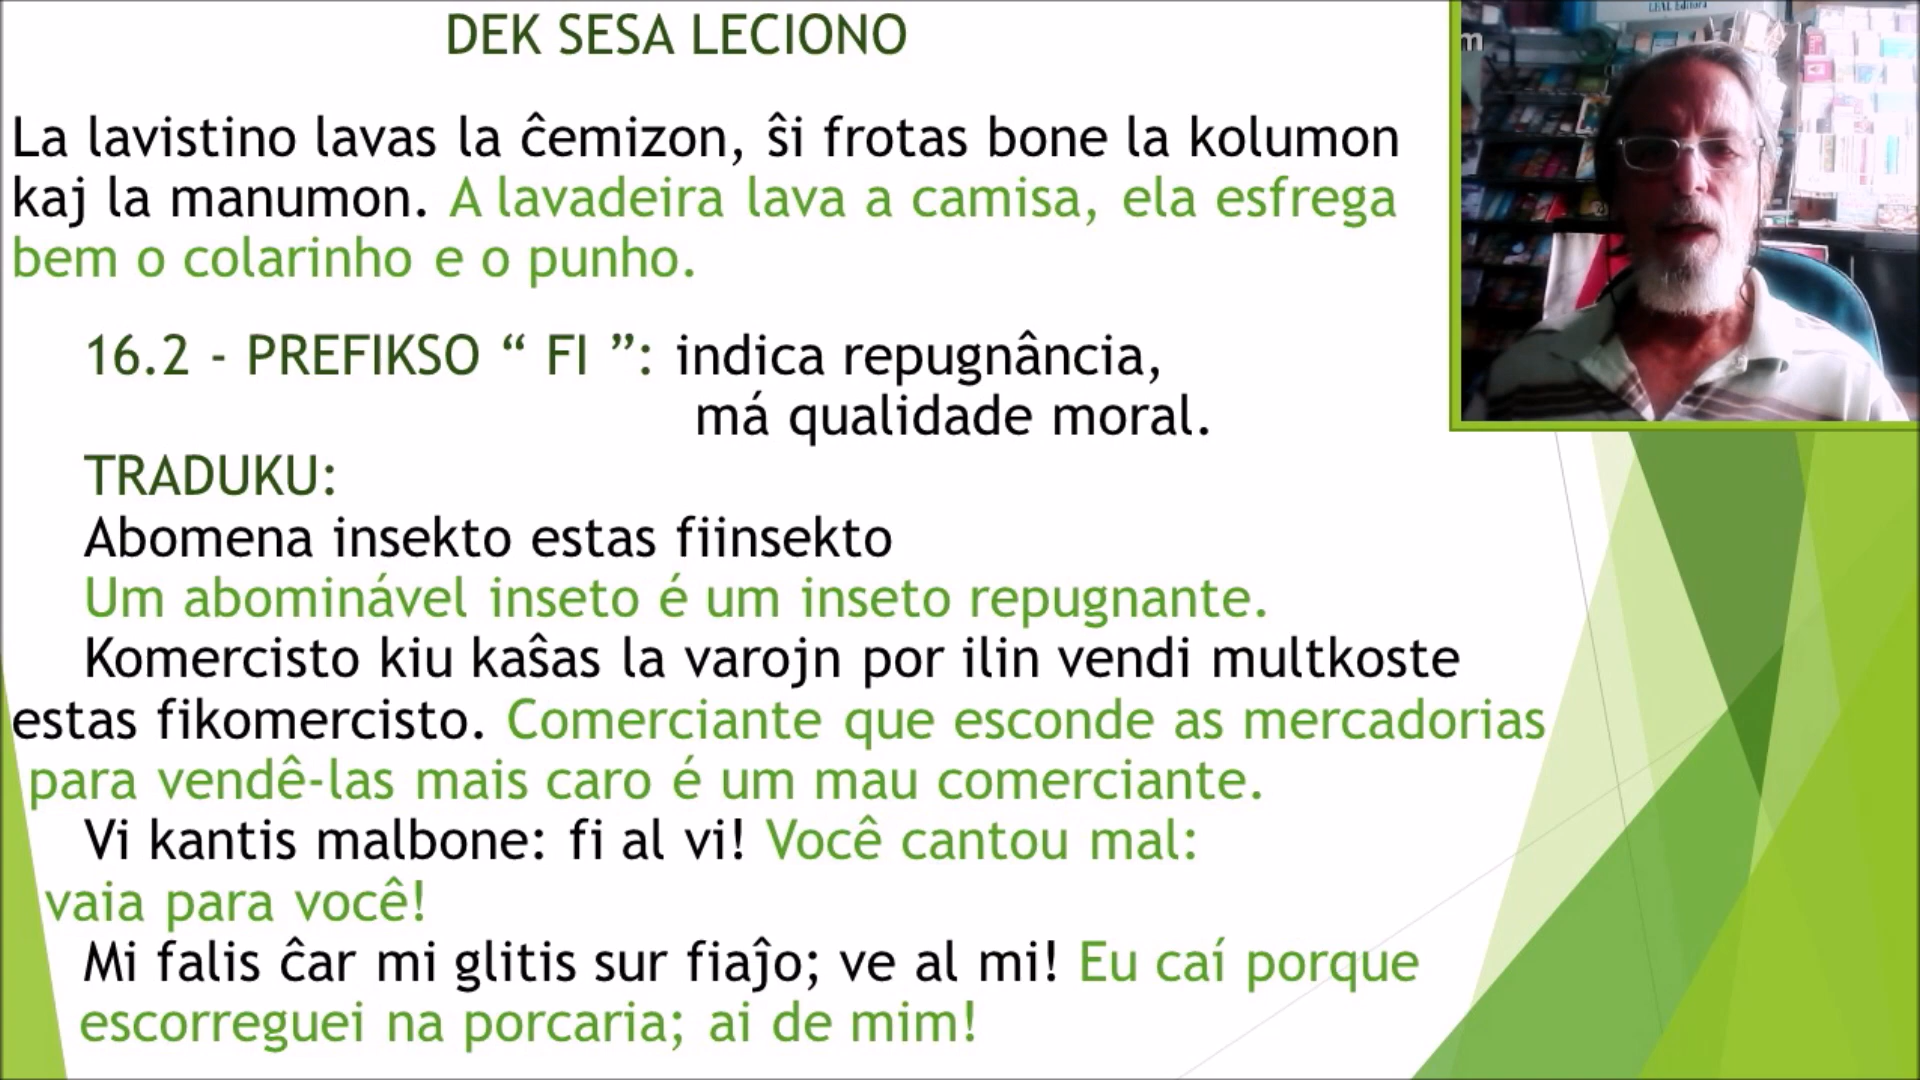 DEK SESA LECIONO
La lavistino lavas la ĉemizon, ŝi frotas bone la kolumon
kaj la manumon. A lavadeira lava a camisa, ela esfrega
bem o colarinho e o punho.
16.2 - PREFIKSO “ FI ”: indica repugnância,
má qualidade moral.
TRADUKU:
Abomena insekto estas fiinsekto
Um abominável inseto é um inseto repugnante.
Komercisto kiu kaŝas la varojn por ilin vendi multkoste
estas fikomercisto. Comerciante que esconde as mercadorias
para vendê-las mais caro é um mau comerciante.
Vi kantis malbone: fi al vi! Você cantou mal:
vaia para você!
Mi falis ĉar mi glitis sur fiaĵo; ve al mi! Eu caí porque
escorreguei na porcaria; ai de mim!
LEAL Editora